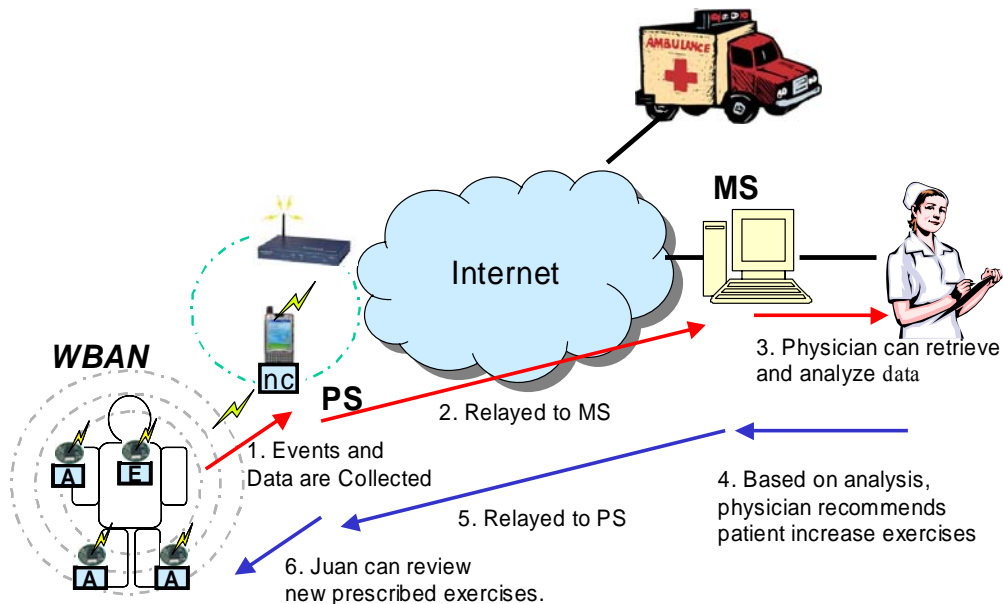 AMBULANCE
MS
Internet
WBAN
nc
PS
3. Physician can retrieve
and analyze data
2. Relayed to MS
1. Events and
Data are Collected
A
E
4. Based on analysis,
physician recommends
patient increase exercises
5. Relayed to PS
6. Juan can review
new prescribed exercises.
A
A